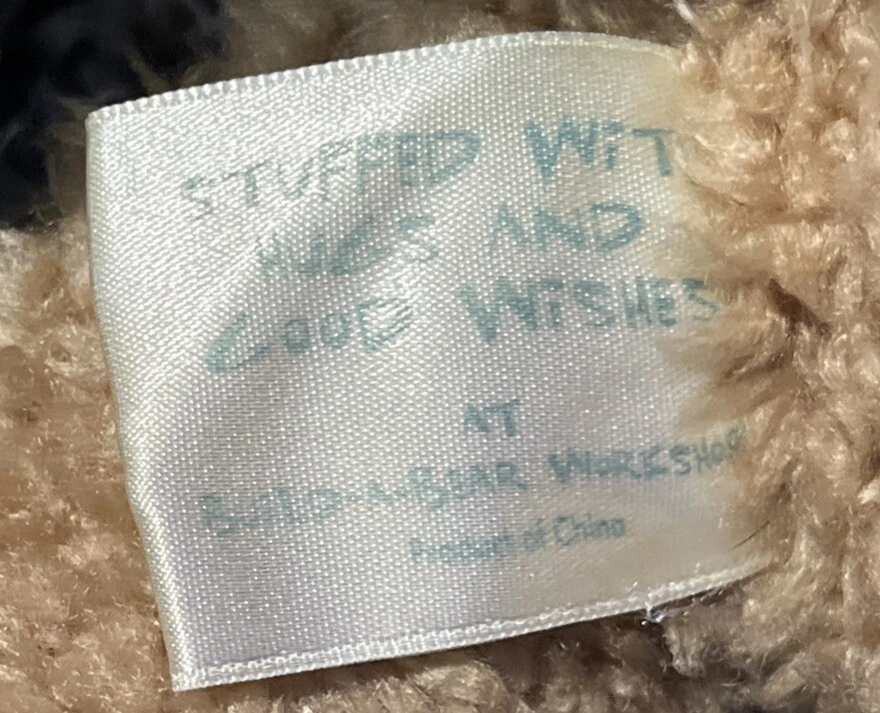 STUFFED WIT
HUGS AND
GOOD WISHES
AT
BUILD-A-BEAR WORKSHOP
Product of China